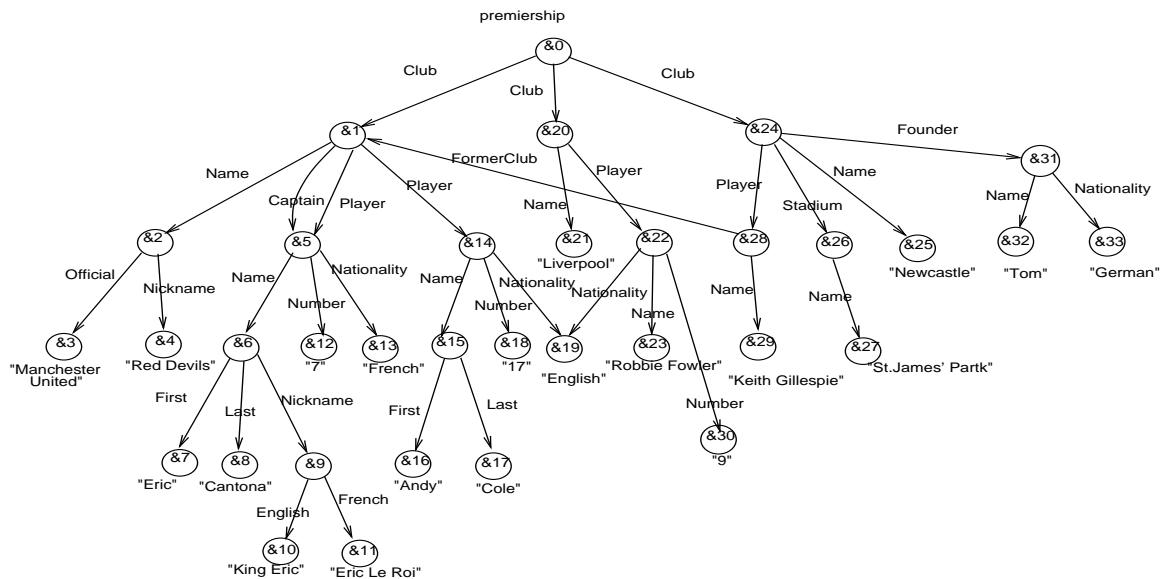 premiership
&0
Club
Club
Club
&1
&20
&24
Founder
&31
Name
Captain
Player
Player
FormerClub
Name
Player
Player
Stadium
Name
Name
Nationality
&2
&5
&14
&21
"Liverpool"
&22
&28
&26
&25
"Newcastle"
&32
"Tom"
&33
"German"
Official
Nickname
Name
Number
Nationality
Name
Number
Nationality
Nationality
Name
Number
Name
Name
&3
"Manchester
United"
&4
"Red Devils"
&6
&12
"7"
&13
"French"
&15
&18
"17"
&19
"English"
&23
"Robbie Fowler"
&29
"Keith Gillespie"
&27
"St.James' Partk"
First
Last
Nickname
First
Last
&30
"9"
&7
"Eric"
&8
"Cantona"
&9
&16
"Andy"
&17
"Cole"
English
French
&10
"King Eric"
&11
"Eric Le Roi"